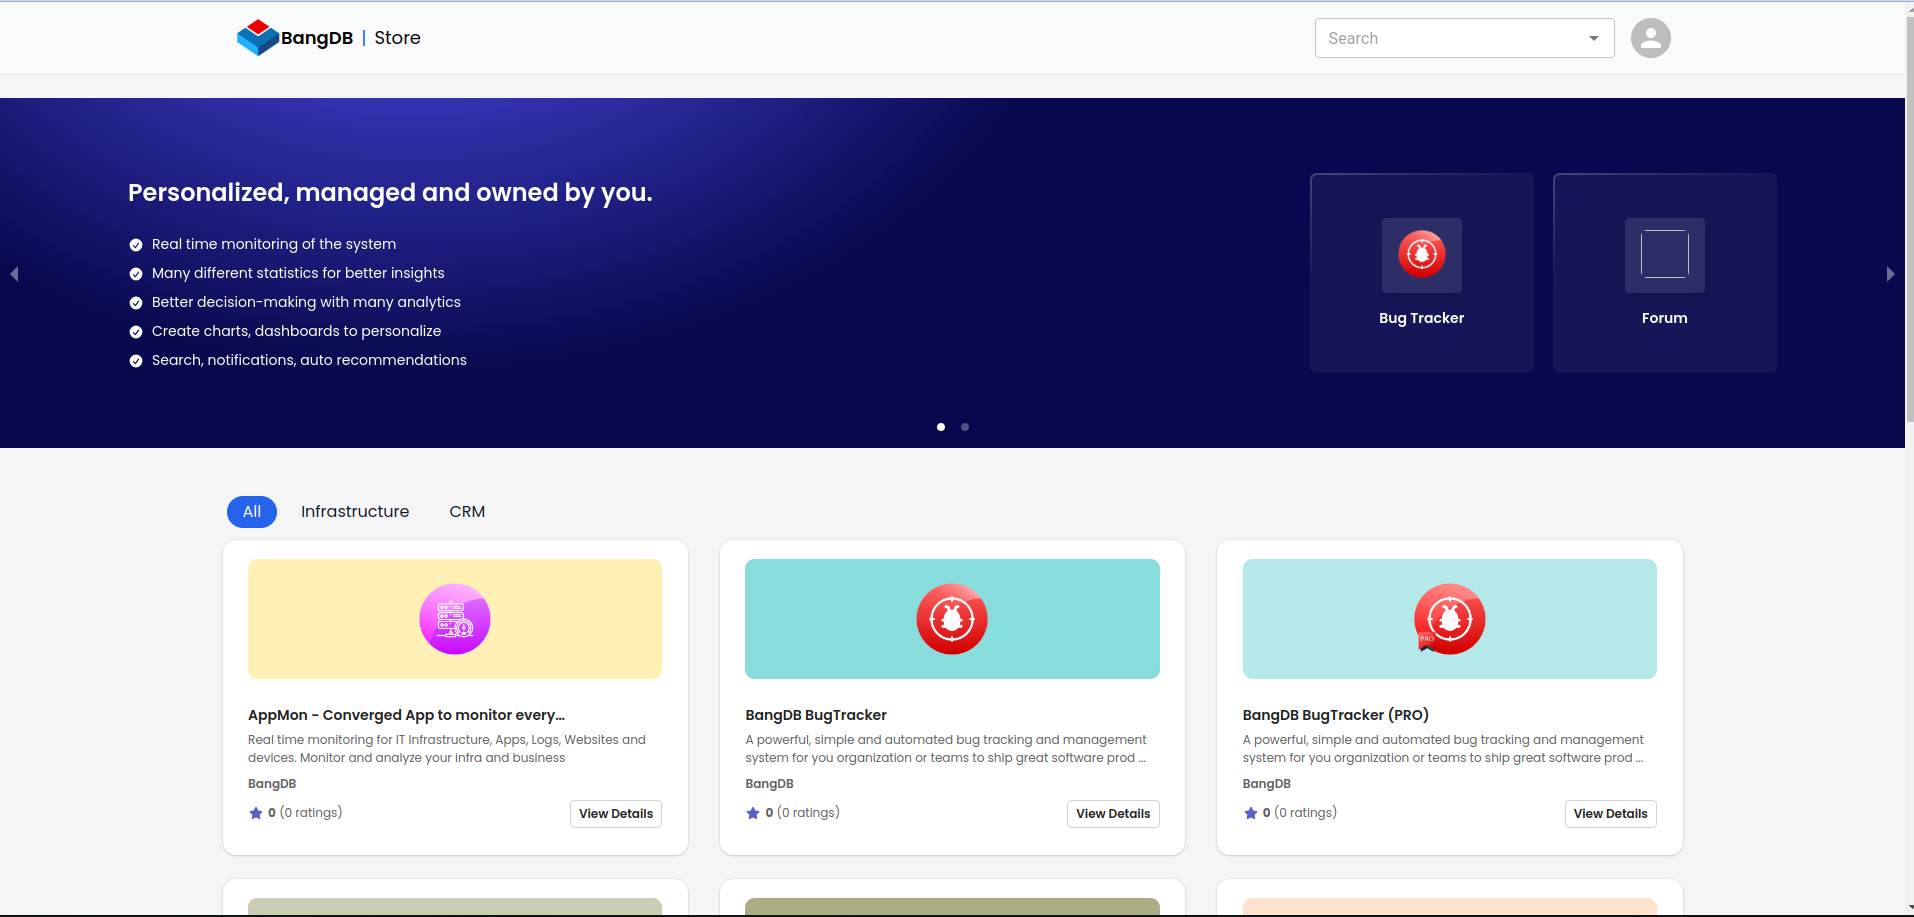 BangDB | Store
Search
Personalized, managed and owned by you.
Real time monitoring of the system
Many different statistics for better insights
Better decision-making with many analytics
Create charts, dashboards to personalize
Search, notifications, auto recommendations
Bug Tracker
Forum
All
Infrastructure
CRM
AppMon - Converged App to monitor every...
Real time monitoring for IT Infrastructure, Apps, Logs, Websites and
devices. Monitor and analyze your infra and business
BangDB
0 (0 ratings)
View Details
BangDB BugTracker
A powerful, simple and automated bug tracking and management
system for you organization or teams to ship great software prod ...
BangDB
0 (0 ratings)
View Details
PRO
BangDB BugTracker (PRO)
A powerful, simple and automated bug tracking and management
system for you organization or teams to ship great software prod ...
BangDB
0 (0 ratings)
View Details